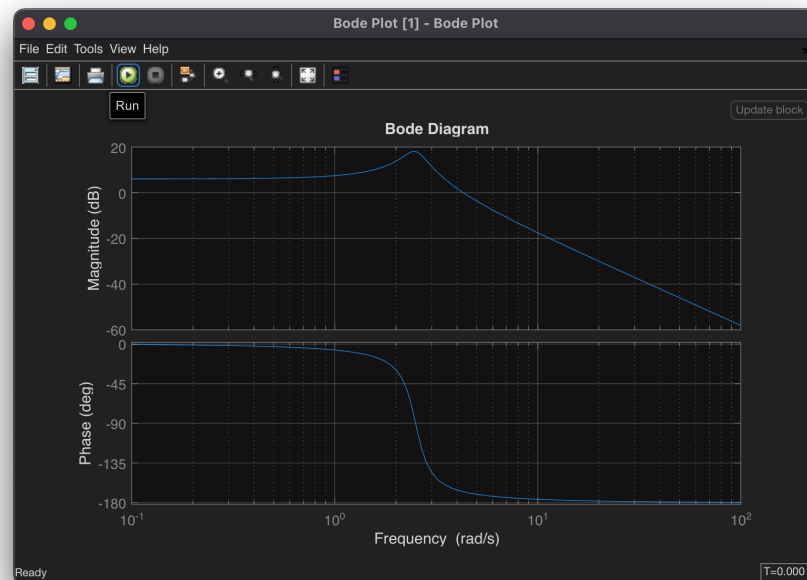 Bode Plot [1] - Bode Plot
File Edit Tools View Help
Run
Update block
Bode Diagram
Magnitude (dB)
20
0
-20
-40
-60
Phase (deg)
0
-45
-90
-135
-180
10-1 100 101 102
Frequency (rad/s)
Ready T=0.000